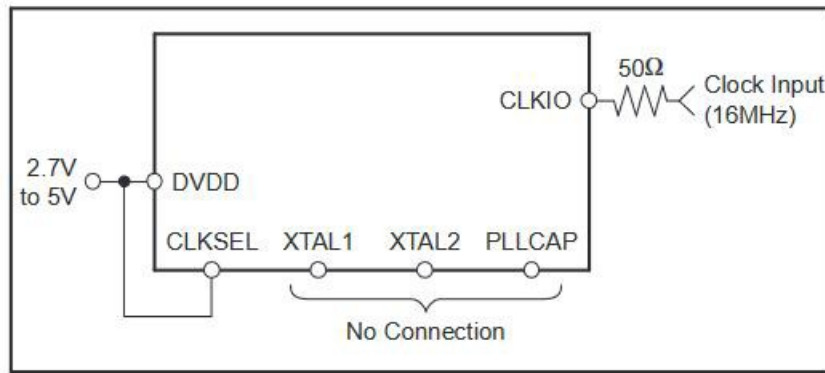 50Ω
CLKIO
Clock Input
(16MHz)
2.7V
to 5V
DVDD
CLKSEL XTAL1 XTAL2 PLLCAP
No Connection